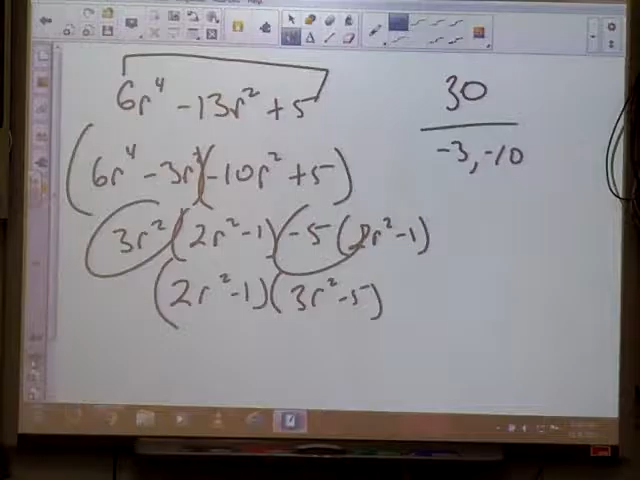 6r⁴ - 13r² + 5
30
-3, -10
(6r⁴ - 3r²)(-10r² + 5)
3r²(2r² - 1) - 5(2r² - 1)
(2r² - 1)(3r² - 5)